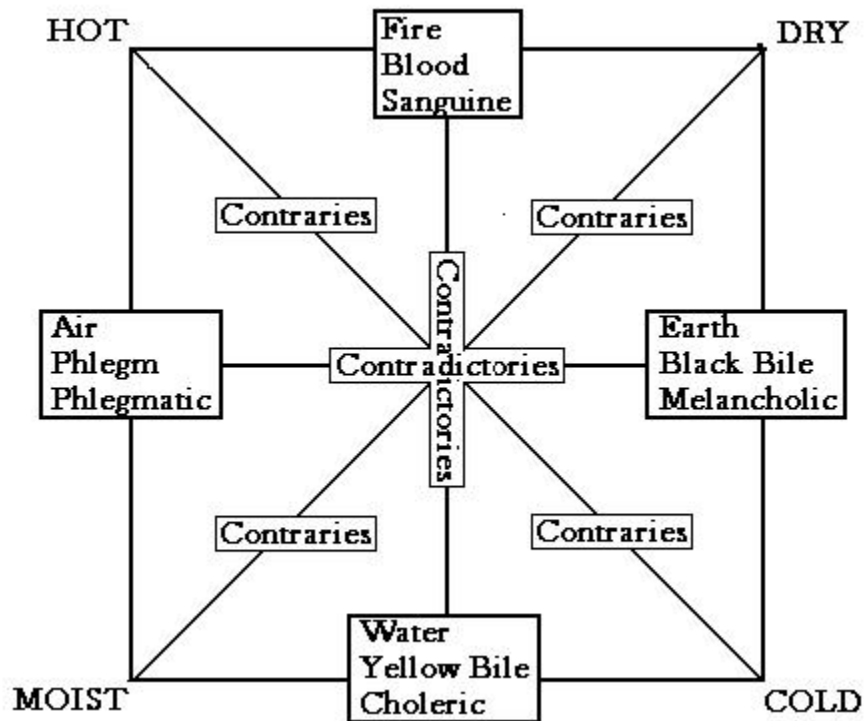 HOT
Fire
Blood
Sanguine
DRY
Contraries
Contraries
Contradictories
Air
Phlegm
Phlegmatic
Contradictories
Earth
Black Bile
Melancholic
Contraries
Contraries
MOIST
Water
Yellow Bile
Choleric
COLD